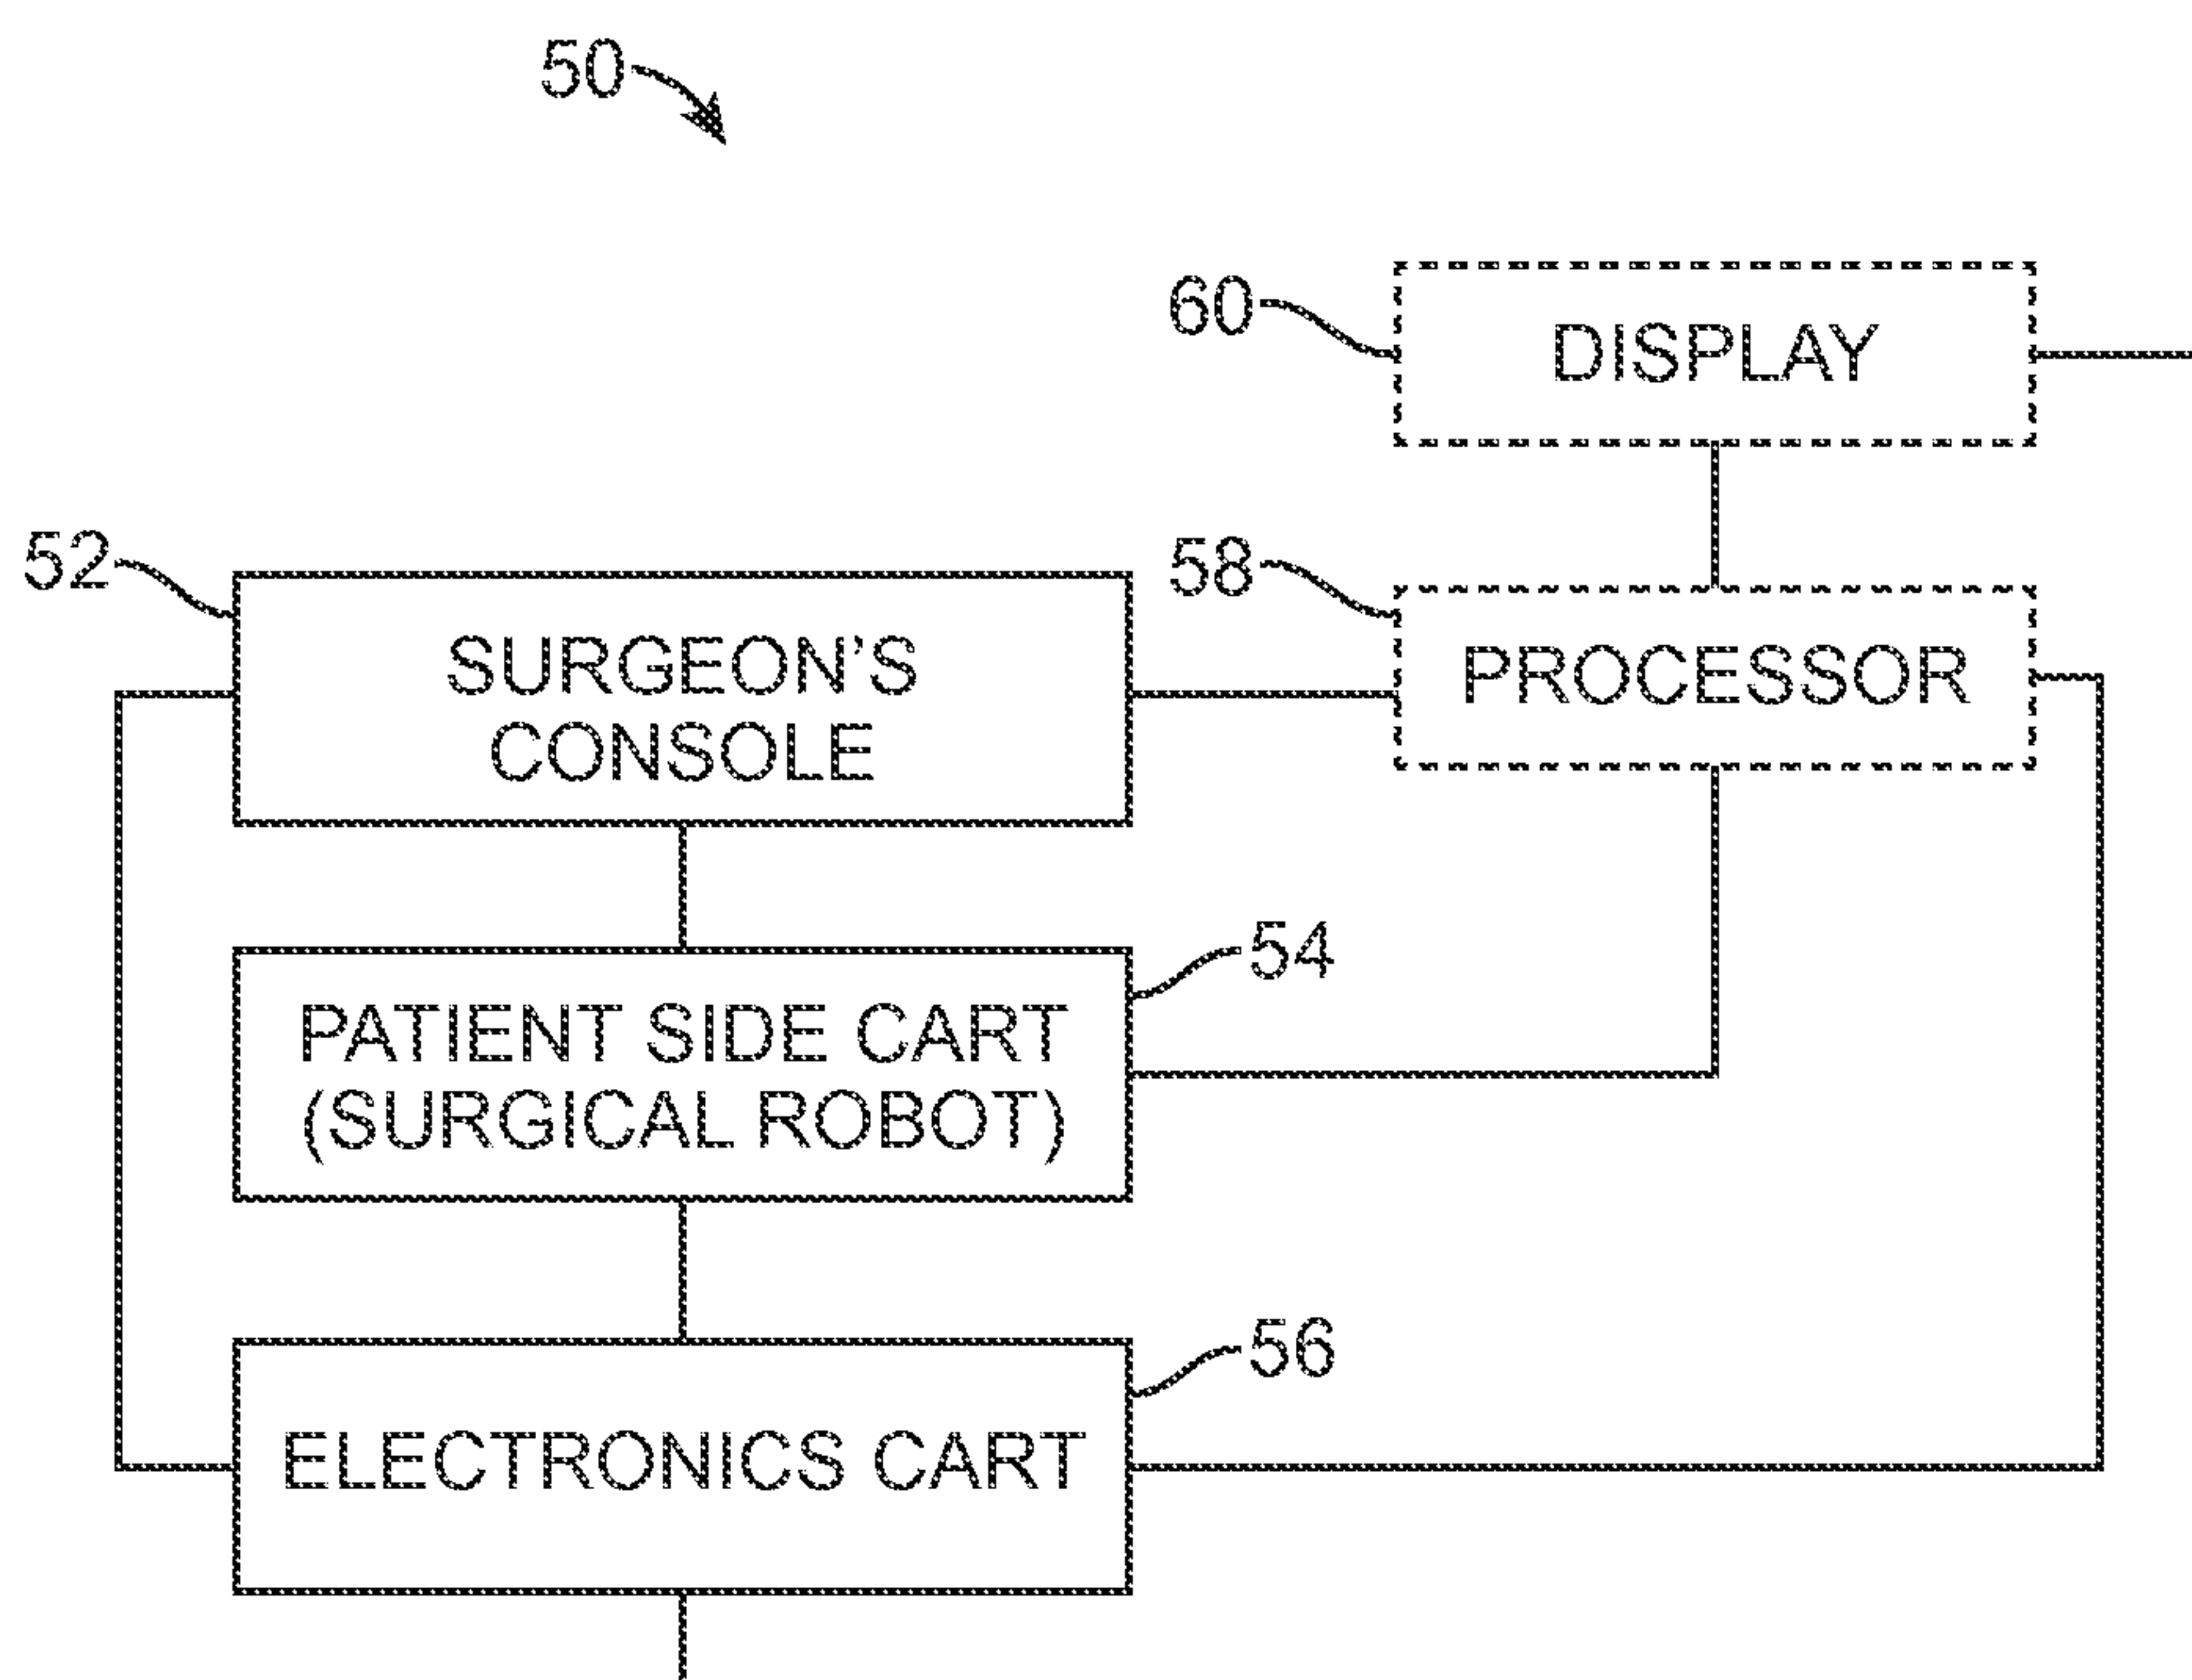 50
60
DISPLAY
52
58
SURGEON'S
CONSOLE
PROCESSOR
54
PATIENT SIDE CART
(SURGICAL ROBOT)
56
ELECTRONICS CART